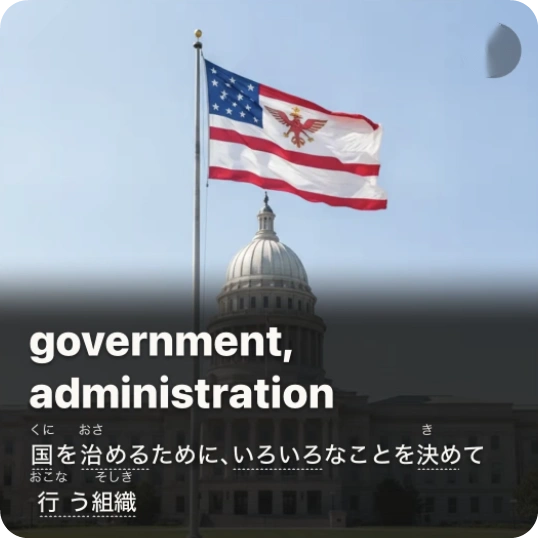 government,
administration
くに おさ き
国を治めるために、いろいろなことを決めて
おこな そしき
行う組織